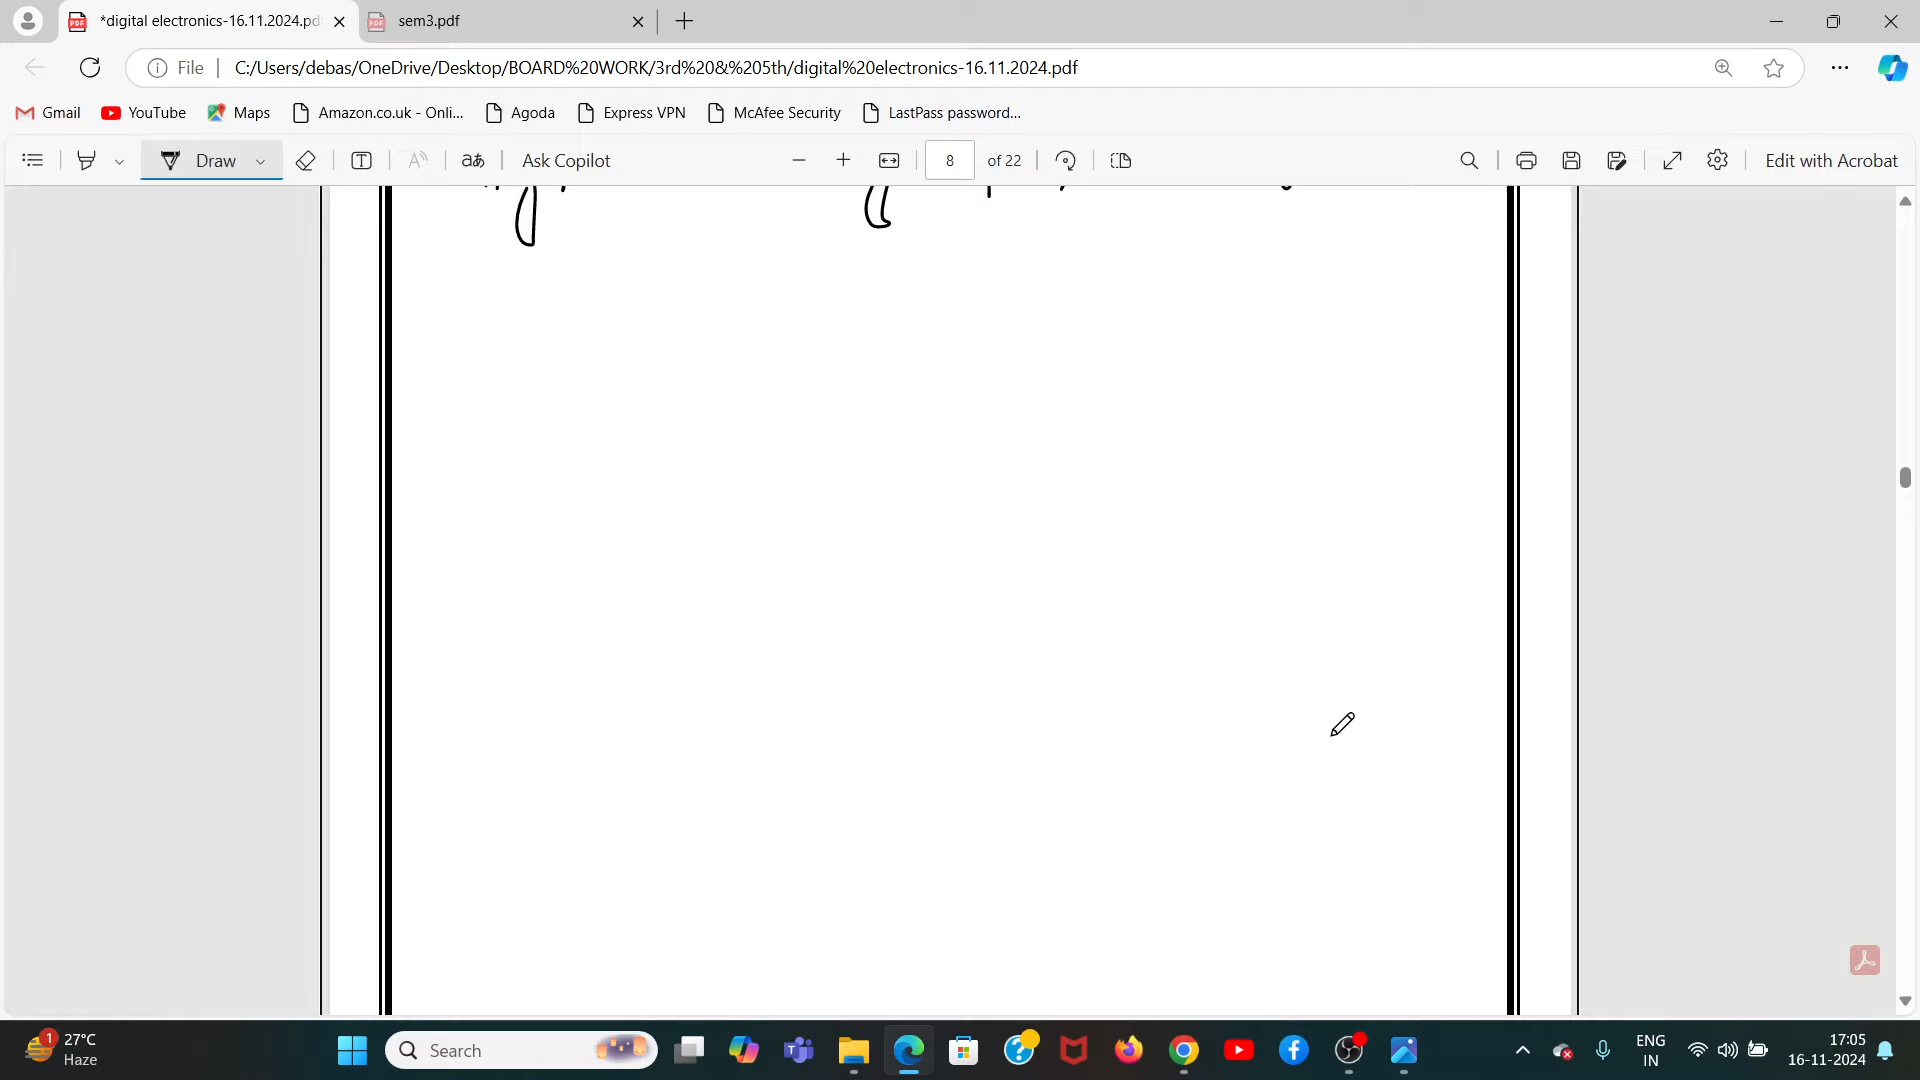 *digital electronics-16.11.2024.pd
sem3.pdf
File
C:/Users/debas/OneDrive/Desktop/BOARD%20WORK/3rd%20&%205th/digital%20electronics-16.11.2024.pdf
Gmail
YouTube
Maps
Amazon.co.uk - Onli...
Agoda
Express VPN
McAfee Security
LastPass password...
Draw
Ask Copilot
8 of 22
Edit with Acrobat
1
27°C
Haze
Search
ENG
IN
17:05
16-11-2024